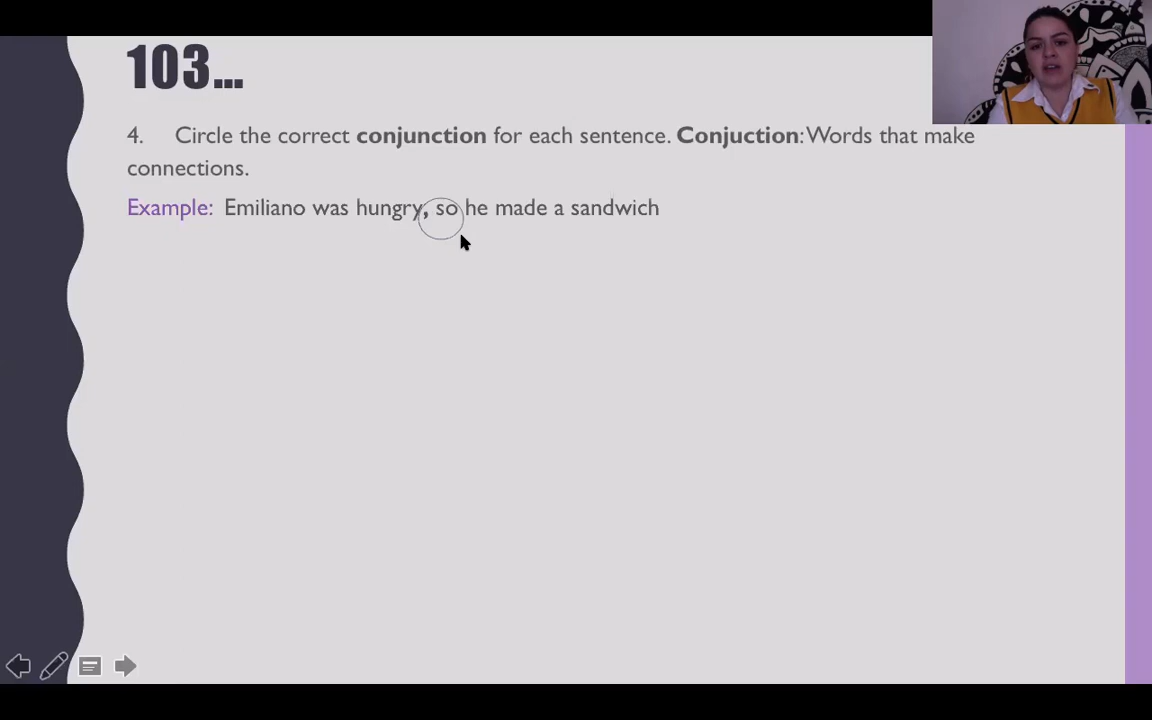 103...
4. Circle the correct conjunction for each sentence. Conjuction: Words that make
connections.
Example: Emiliano was hungry, so he made a sandwich